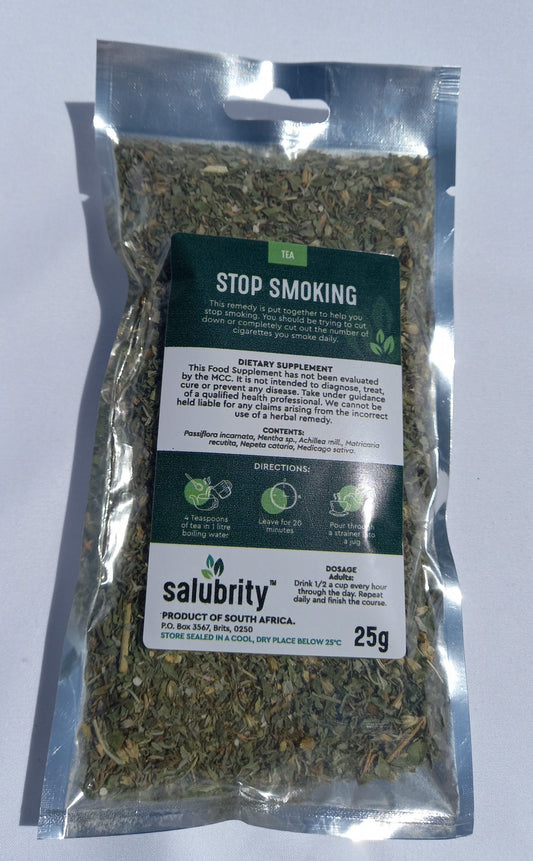 TEA
STOP SMOKING
This remedy is put together to help you
stop smoking. You should be trying to cut
down or completely cut out the number of
cigarettes you smoke daily.
DIETARY SUPPLEMENT
This Food Supplement has not been evaluated
by the MCC. It is not intended to diagnose, treat,
cure or prevent any disease. Take under guidance
of a qualified health professional. We cannot be
held liable for any claims arising from the incorrect
use of a herbal remedy.
CONTENTS:
Passiflora incarnata, Mentha sp., Achillea mill., Matricaria
recutita, Nepeta cataria, Medicago sativa.
DIRECTIONS:
4 Teaspoons
of tea in 1 litre
boiling water
Leave for 20
minutes
Pour through
a strainer into
a jug
salubrity™
PRODUCT OF SOUTH AFRICA.
P.O. Box 3567, Brits, 0250
STORE SEALED IN A COOL, DRY PLACE BELOW 25°C
DOSAGE
Adults:
Drink 1/2 a cup every hour
through the day. Repeat
daily and finish the course.
25g